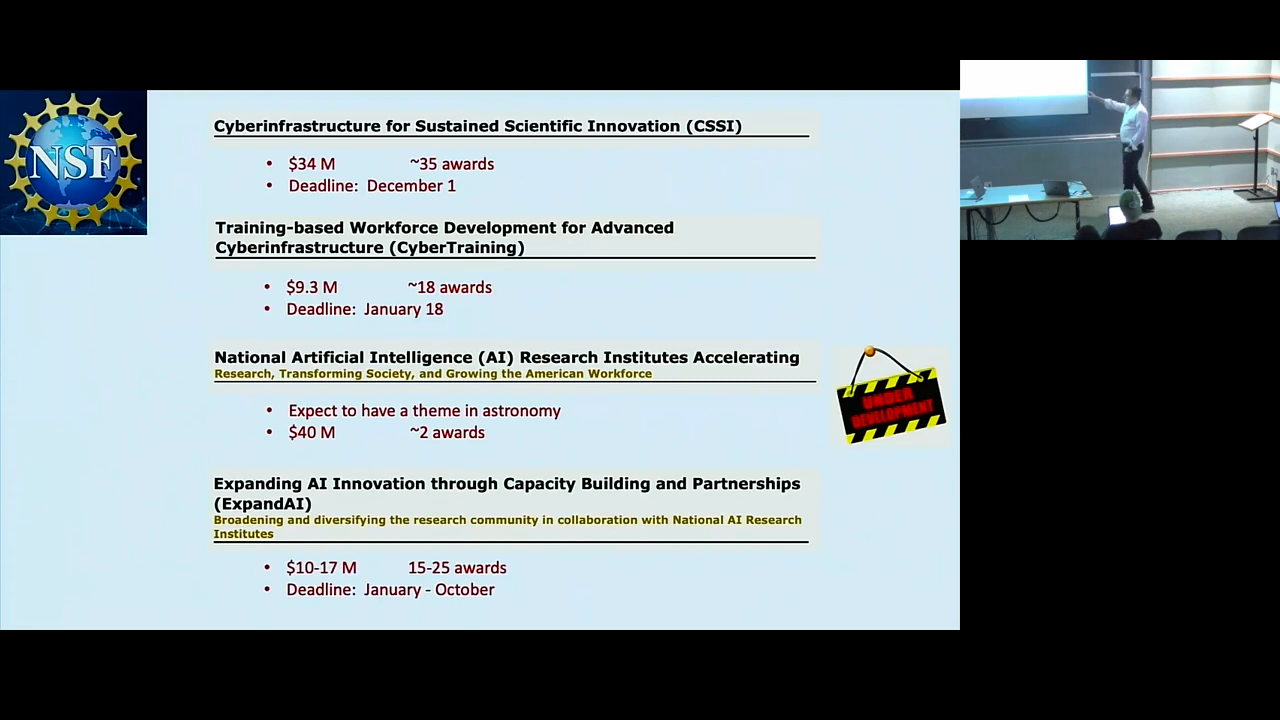 NSF
Cyberinfrastructure for Sustained Scientific Innovation (CSSI)
• $34 M ~35 awards
• Deadline: December 1
Training-based Workforce Development for Advanced
Cyberinfrastructure (CyberTraining)
• $9.3 M ~18 awards
• Deadline: January 18
National Artificial Intelligence (AI) Research Institutes Accelerating
Research, Transforming Society, and Growing the American Workforce
• Expect to have a theme in astronomy
• $40 M ~2 awards
UNDER
DEVELOPMENT
Expanding AI Innovation through Capacity Building and Partnerships
(ExpandAI)
Broadening and diversifying the research community in collaboration with National AI Research
Institutes
• $10-17 M 15-25 awards
• Deadline: January - October